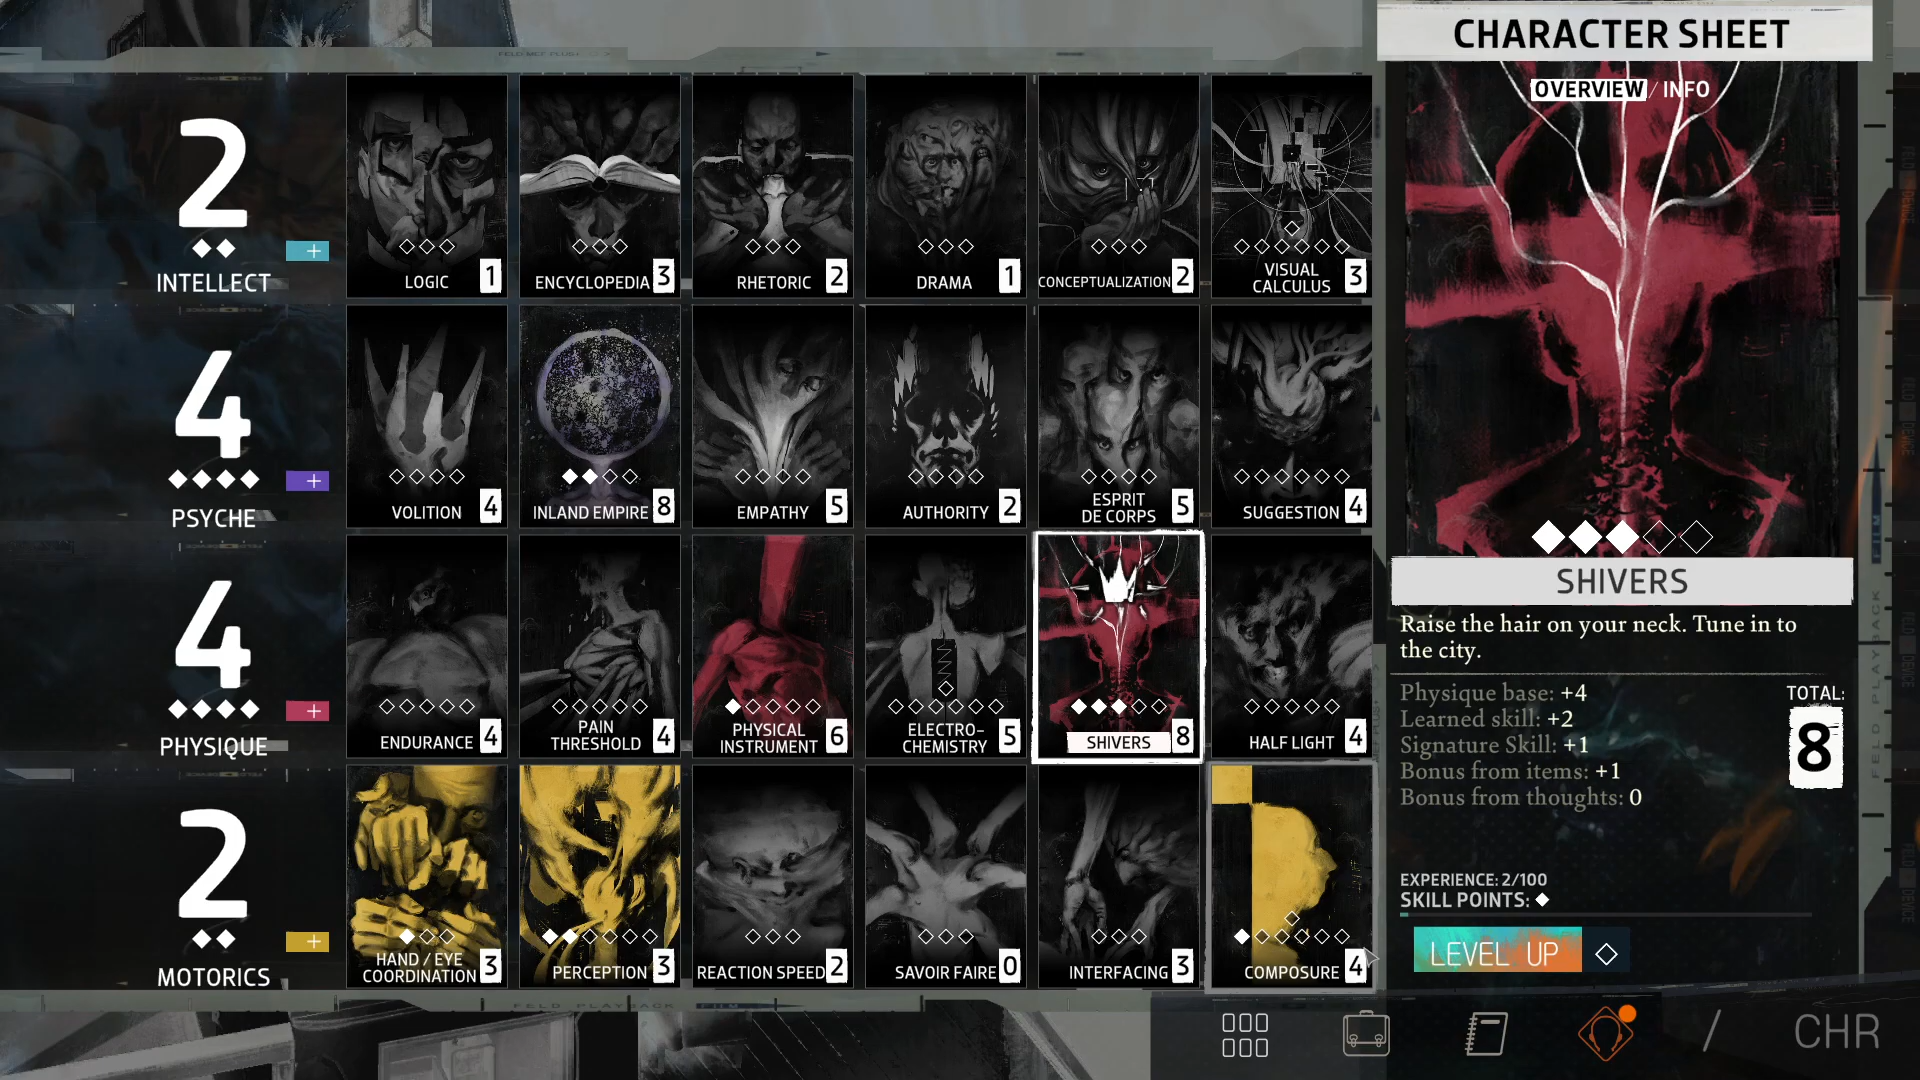 CHARACTER SHEET
OVERVIEW / INFO
2
INTELLECT
LOGIC 1
ENCYCLOPEDIA 3
RHETORIC 2
DRAMA 1
CONCEPTUALIZATION 2
VISUAL
CALCULUS 3
4
PSYCHE
VOLITION 4
INLAND EMPIRE 8
EMPATHY 5
AUTHORITY 2
ESPRIT
DE CORPS 5
SUGGESTION 4
4
PHYSIQUE
ENDURANCE 4
PAIN
THRESHOLD 4
PHYSICAL
INSTRUMENT 6
ELECTRO-
CHEMISTRY 5
SHIVERS 8
HALF LIGHT 4
2
MOTORICS
HAND / EYE
COORDINATION 3
PERCEPTION 3
REACTION SPEED 2
SAVOIR FAIRE 0
INTERFACING 3
COMPOSURE 4
SHIVERS
Raise the hair on your neck. Tune in to
the city.
Physique base: +4
Learned skill: +2
Signature Skill: +1
Bonus from items: +1
Bonus from thoughts: 0
TOTAL:
8
EXPERIENCE: 2/100
SKILL POINTS:
LEVEL UP
/ CHR